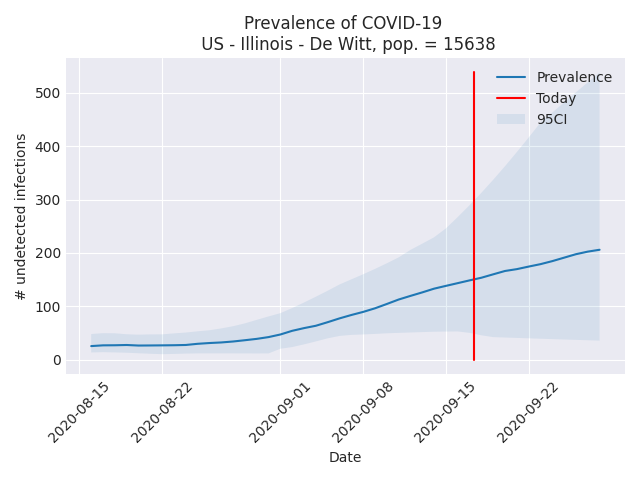 Prevalence of COVID-19
US - Illinois - De Witt, pop. = 15638
Prevalence
Today
95CI
500
400
300
200
100
0
# undetected infections
2020-08-15
2020-08-22
2020-09-01
2020-09-08
2020-09-15
2020-09-22
Date